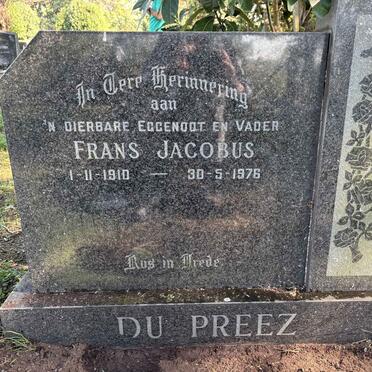 In Tere Herinnering
aan
'N DIERBARE EGGENOOT EN VADER
FRANS JACOBUS
1-11-1910 — 30-5-1976
Rus in Vrede
DU PREEZ